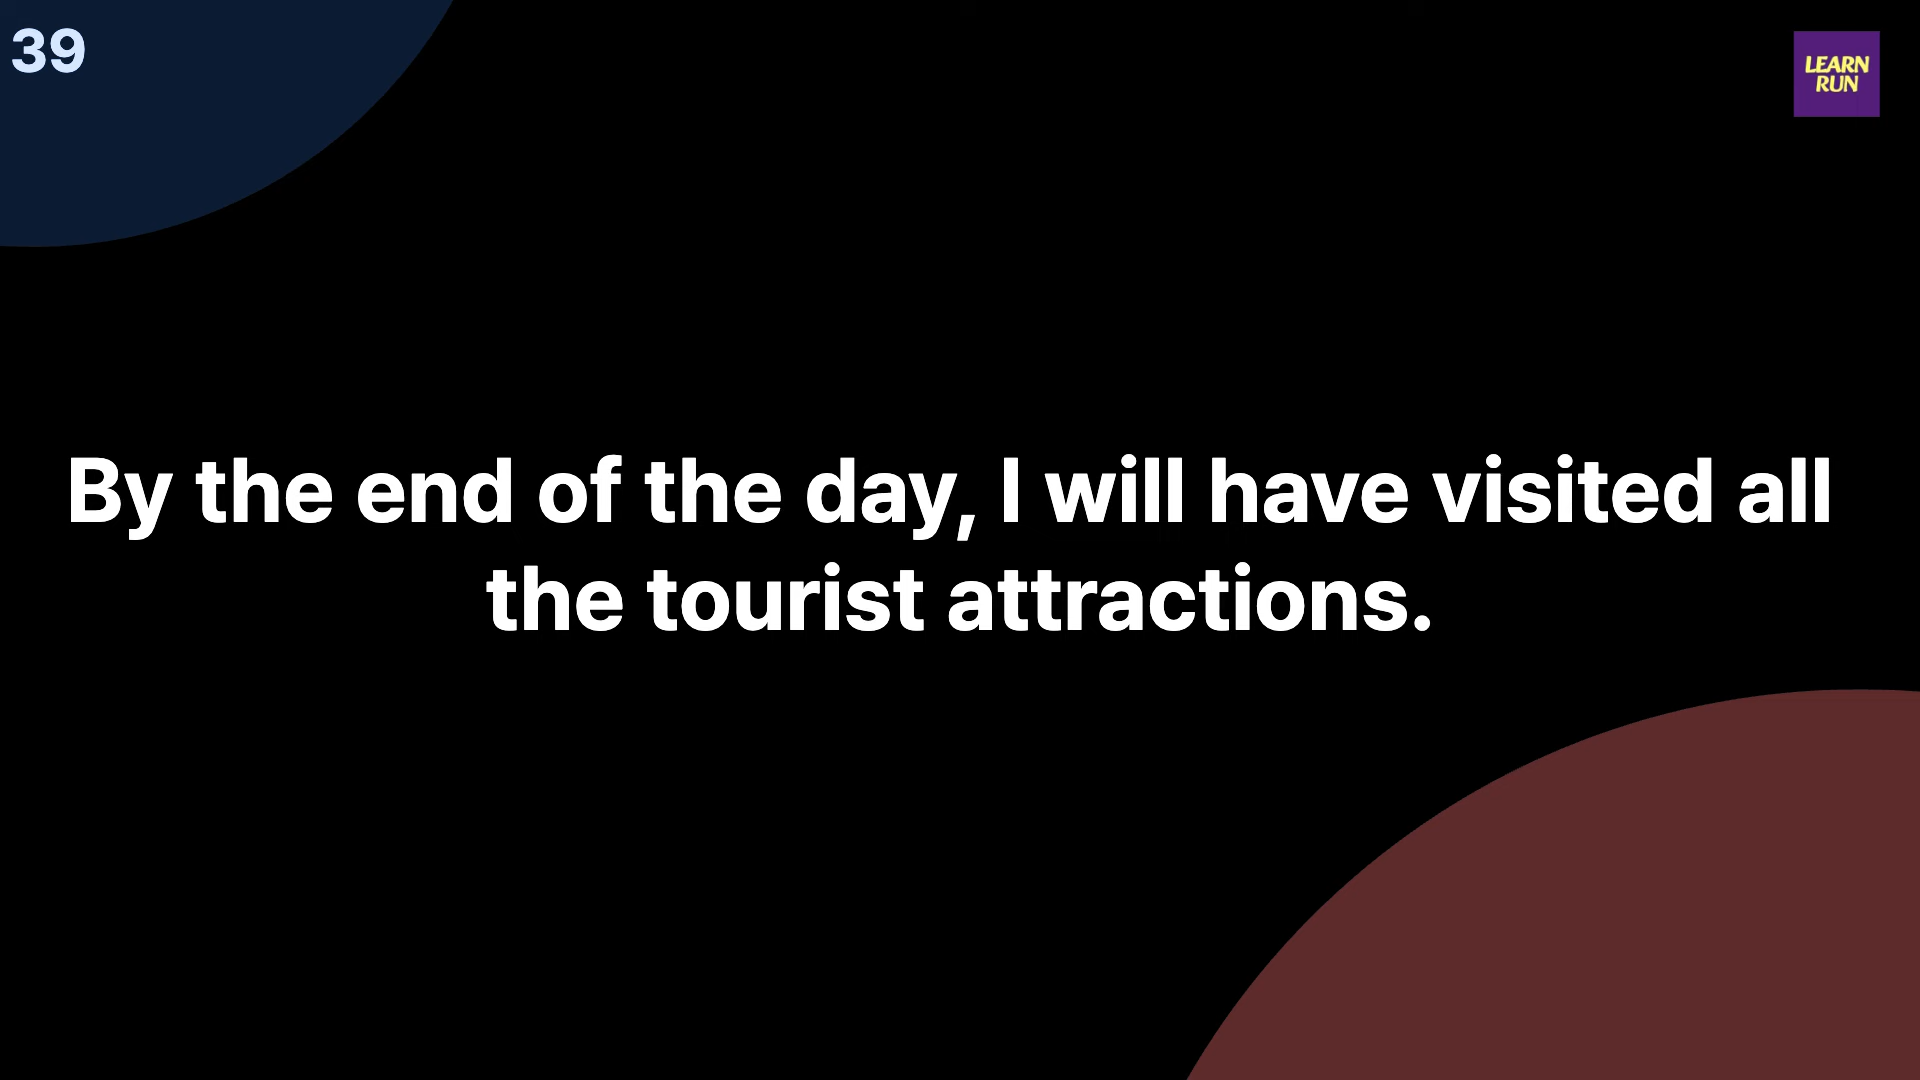 39
LEARN
RUN
By the end of the day, I will have visited all
the tourist attractions.